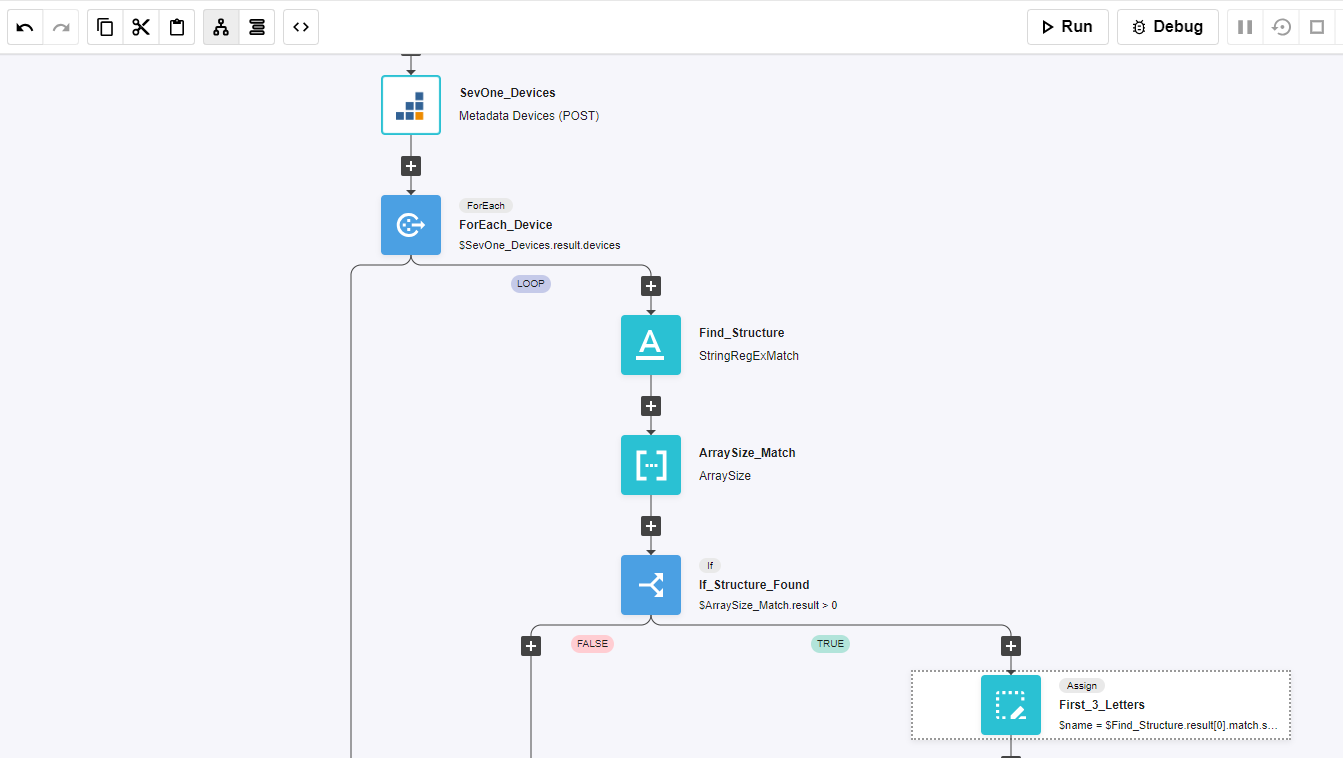 Run
Debug
SevOne_Devices
Metadata Devices (POST)
ForEach
ForEach_Device
$SevOne_Devices.result.devices
LOOP
Find_Structure
StringRegExMatch
ArraySize_Match
ArraySize
If
If_Structure_Found
$ArraySize_Match.result > 0
FALSE
TRUE
Assign
First_3_Letters
$name = $Find_Structure.result[0].match.s...